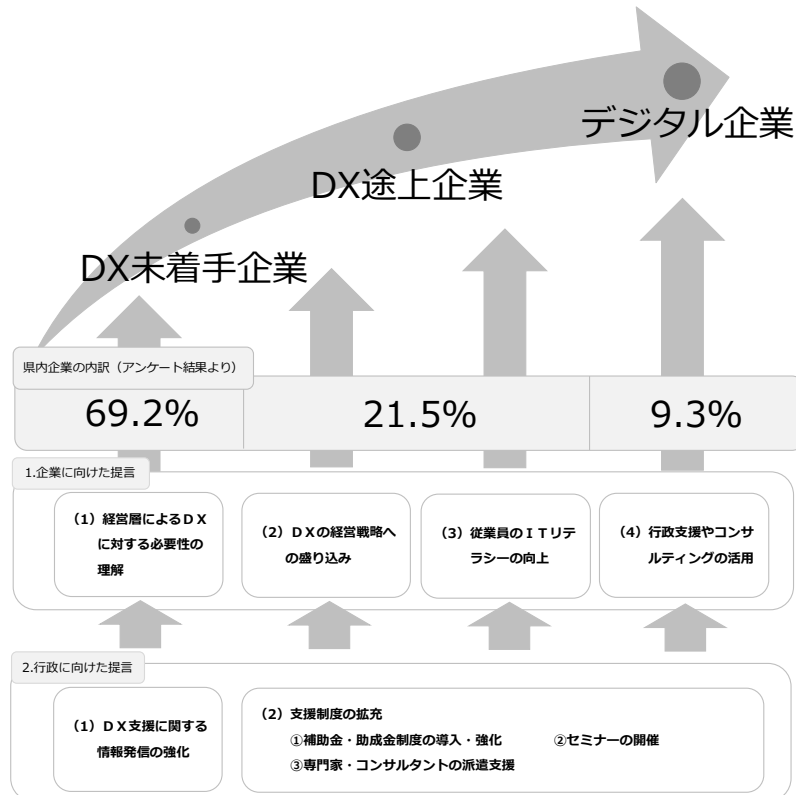 デジタル企業
DX途上企業
DX未着手企業
県内企業の内訳（アンケート結果より）
69.2%
21.5%
9.3%
1.企業に向けた提言
（1）経営層によるＤＸ
に対する必要性の
理解
（2）ＤＸの経営戦略へ
の盛り込み
（3）従業員のＩＴリテ
ラシーの向上
（4）行政支援やコンサ
ルティングの活用
2.行政に向けた提言
（1）ＤＸ支援に関する
情報発信の強化
（2）支援制度の拡充
①補助金・助成金制度の導入・強化　②セミナーの開催
③専門家・コンサルタントの派遣支援